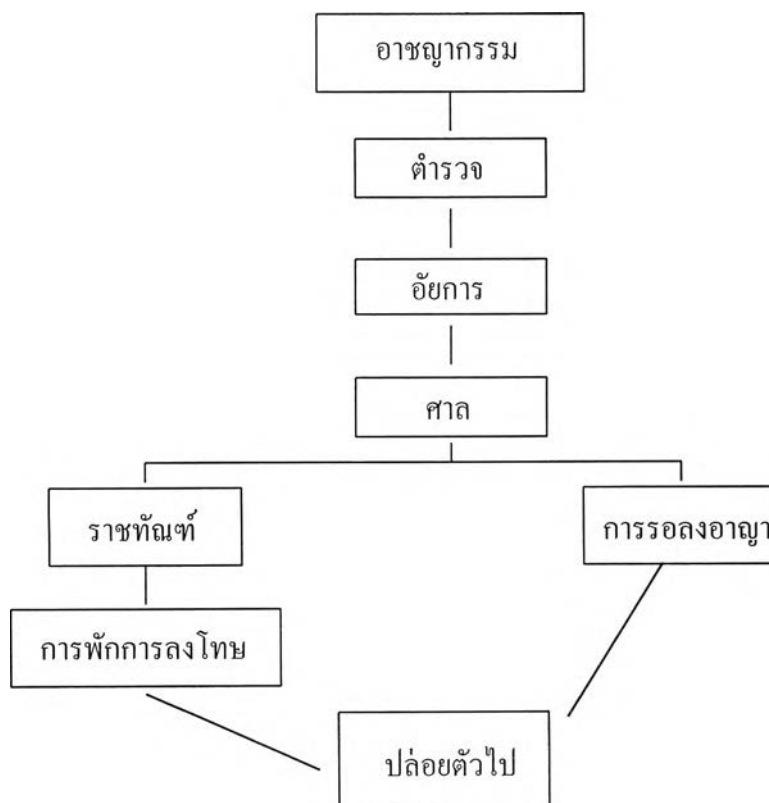 อาชญากรรม
ตำรวจ
อัยการ
ศาล
ราชทัณฑ์
การรอลงอาญา
การพักการลงโทษ
ปล่อยตัวไป